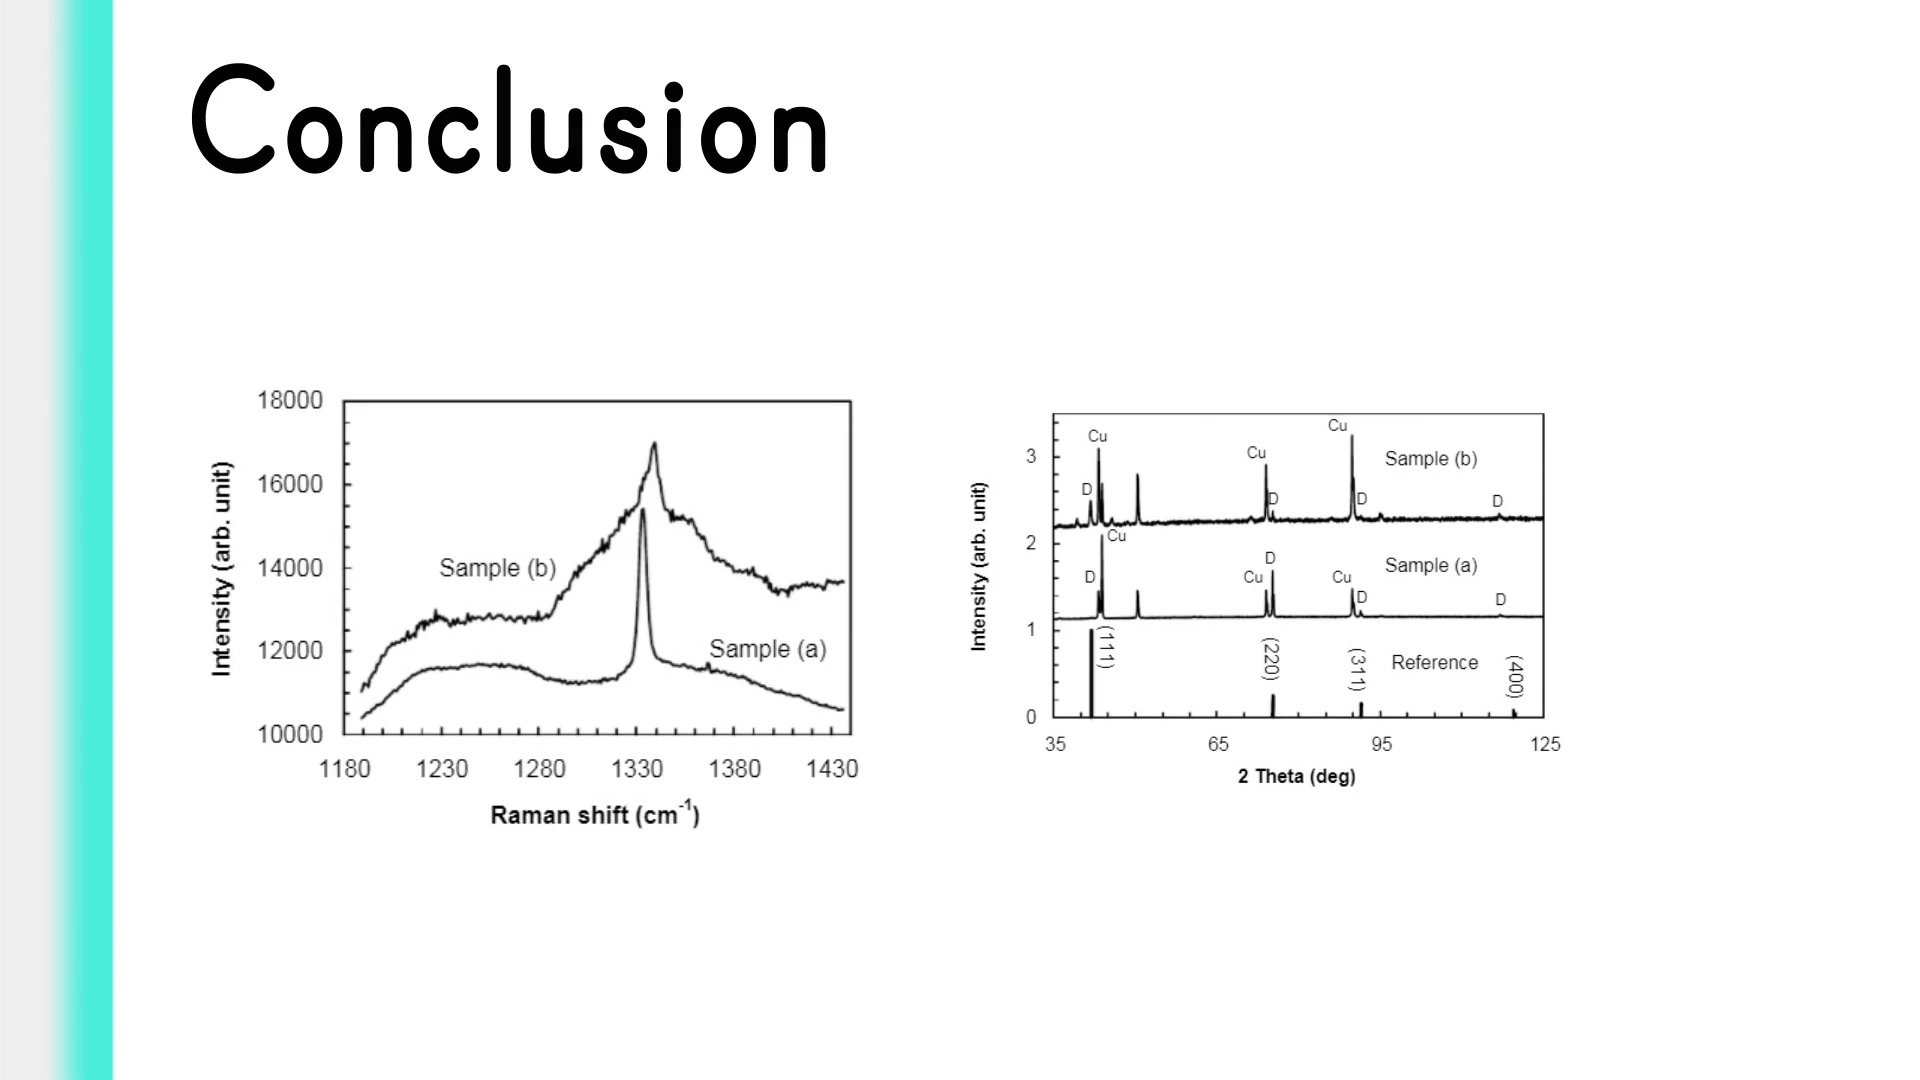 Conclusion
18000
16000
14000
12000
10000
Intensity (arb. unit)
Sample (b)
Sample (a)
1180 1230 1280 1330 1380 1430
Raman shift (cm⁻¹)
3
2
1
0
Intensity (arb. unit)
Cu
Cu
Cu
Sample (b)
D
D
D
D
Cu
D
Sample (a)
D
Cu
Cu
D
D
(111)
(220)
(311)
Reference
(400)
35 65 95 125
2 Theta (deg)